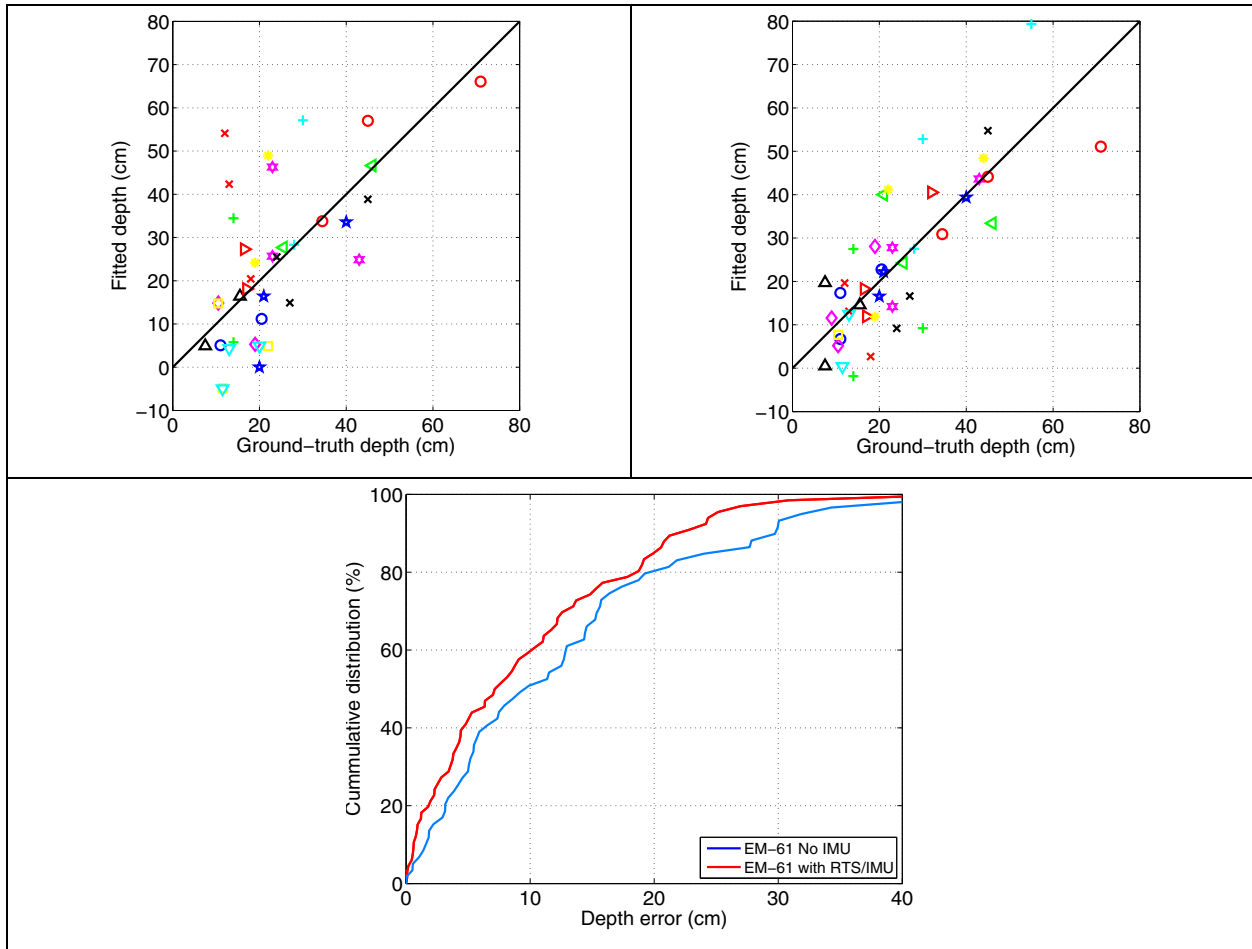 80
70
60
50
40
30
20
10
0
−10
0 20 40 60 80
Fitted depth (cm)
Ground−truth depth (cm)
80
70
60
50
40
30
20
10
0
−10
0 20 40 60 80
Fitted depth (cm)
Ground−truth depth (cm)
100
80
60
40
20
0
0 10 20 30 40
Cummulative distribution (%)
Depth error (cm)
EM−61 No IMU
EM−61 with RTS/IMU